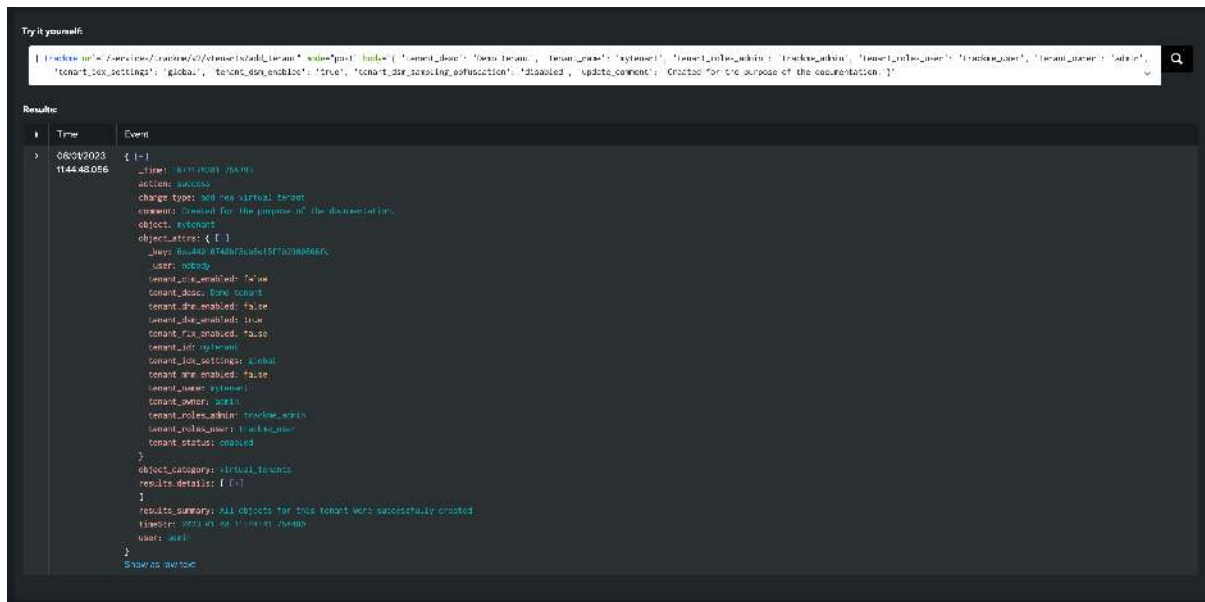 Try it yourself:
| trackme url="/services/trackme/v2/vtenants/add_tenant" mode="post" body="{ 'tenant_desc': 'Demo tenant', 'tenant_name': 'mytenant', 'tenant_roles_admin': 'trackme_admin', 'tenant_roles_user': 'trackme_user', 'tenant_owner': 'admin',
'tenant_idx_settings': 'global', 'tenant_dsm_enabled': 'true', 'tenant_dsm_sampling_obfuscation': 'disabled', 'update_comment': 'Created for the purpose of the documentation.'}"
Results:
i Time Event
> 08/01/2023 { [-]
11:44:48.056 _time:
action: success
change_type: add new virtual tenant
comment: Created for the purpose of the documentation.
object: mytenant
object_attrs: { [-]
_key:
_user: nobody
tenant_cim_enabled: false
tenant_desc: Demo tenant
tenant_dhm_enabled: false
tenant_dsm_enabled: true
tenant_flx_enabled: false
tenant_id: mytenant
tenant_idx_settings: global
tenant_mhm_enabled: false
tenant_name: mytenant
tenant_owner: admin
tenant_roles_admin: trackme_admin
tenant_roles_user: trackme_user
tenant_status: enabled
}
object_category: virtual_tenants
results_details: [ [+]
]
results_summary: All objects for this tenant were successfully created
timeStr:
user: admin
}
Show as raw text